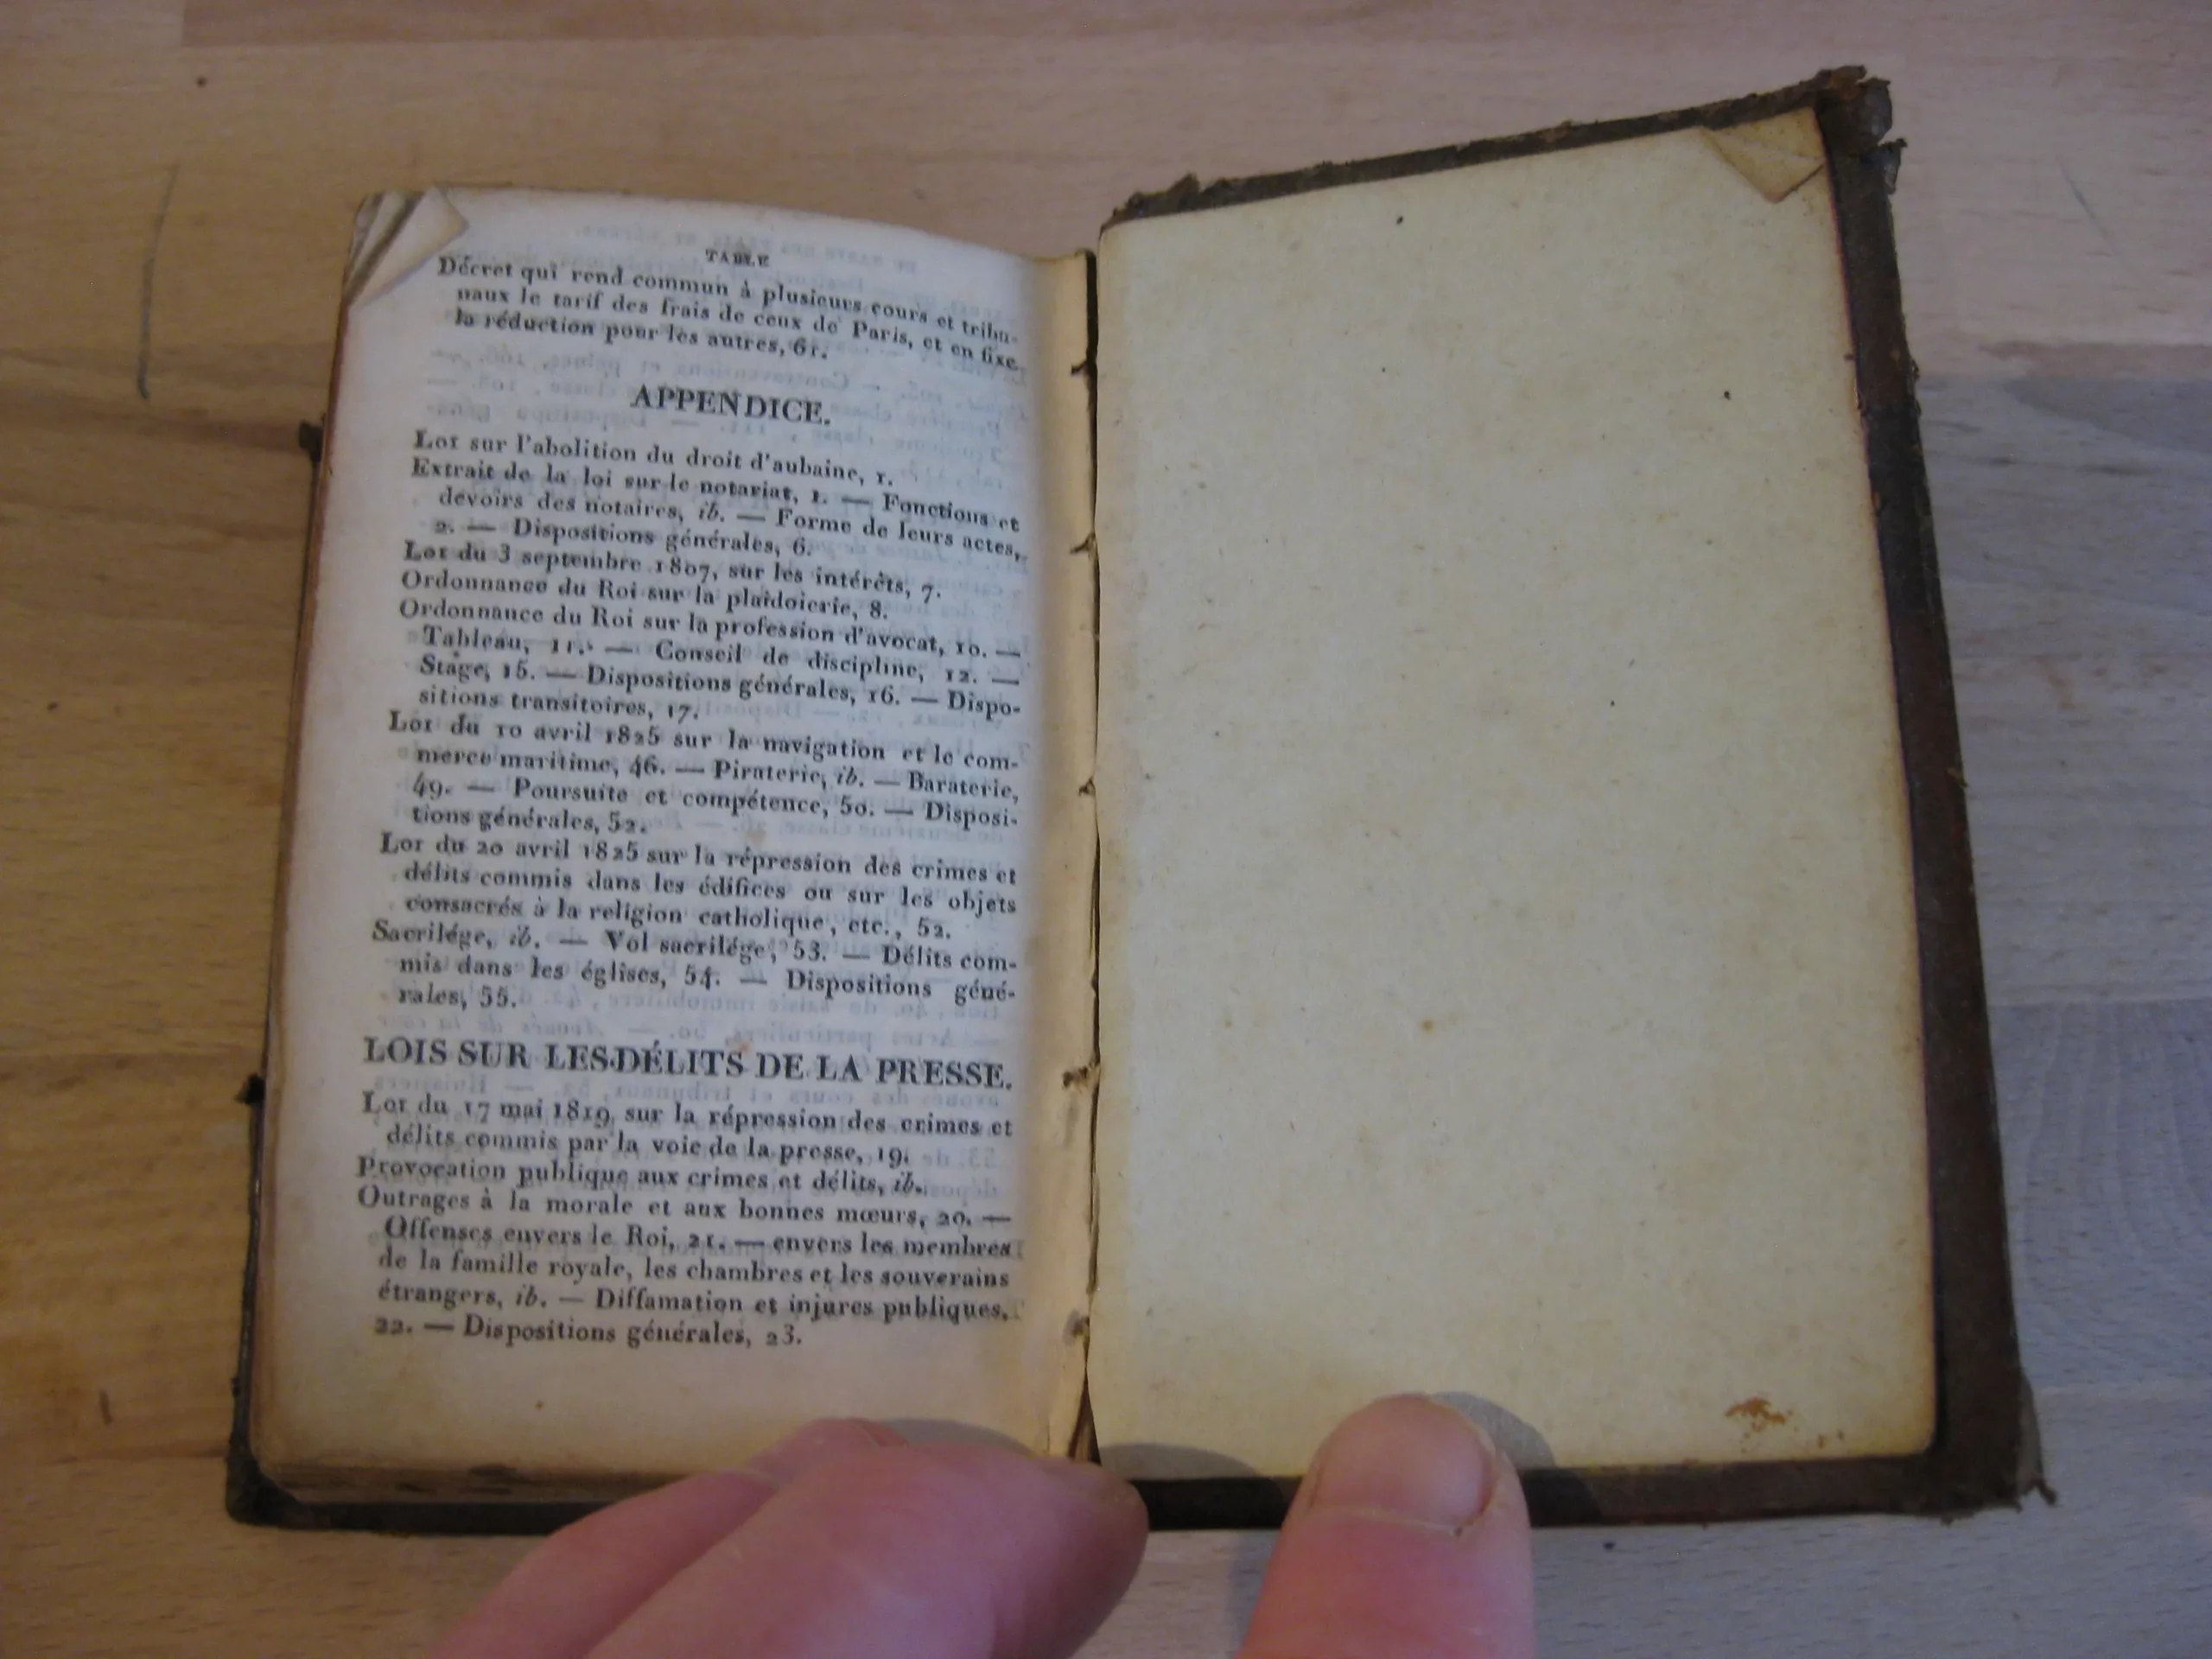 TABLE
Décret qui rend commun à plusieurs cours et tribu-
naux le tarif des frais de ceux de Paris, et en fixe
la réduction pour les autres, 61.
APPENDICE.
LOI sur l'abolition du droit d'aubaine, 1.
Extrait de la loi sur le notariat, 1. — Fonctions et
devoirs des notaires, ib. — Forme de leurs actes,
2. — Dispositions générales, 6.
LOI du 3 septembre 1807, sur les intérêts, 7.
Ordonnance du Roi sur la plaidoierie, 8.
Ordonnance du Roi sur la profession d'avocat, 10. —
Tableau, 11. — Conseil de discipline, 12. —
Stage, 15. — Dispositions générales, 16. — Dispo-
sitions transitoires, 17.
LOI du 10 avril 1825 sur la navigation et le com-
merce maritime, 46. — Piraterie, ib. — Baraterie,
49. — Poursuite et compétence, 50. — Disposi-
tions générales, 52.
LOI du 20 avril 1825 sur la répression des crimes et
délits commis dans les édifices ou sur les objets
consacrés à la religion catholique, etc., 52.
Sacrilége, ib. — Vol sacrilége, 53. — Délits com-
mis dans les églises, 54. — Dispositions géné-
rales, 55.
LOIS SUR LES DÉLITS DE LA PRESSE.
LOI du 17 mai 1819 sur la répression des crimes et
délits commis par la voie de la presse, 19.
Provocation publique aux crimes et délits, ib.
Outrages à la morale et aux bonnes mœurs, 20. —
Offenses envers le Roi, 21. — envers les membres
de la famille royale, les chambres et les souverains
étrangers, ib. — Diffamation et injures publiques,
22. — Dispositions générales, 23.